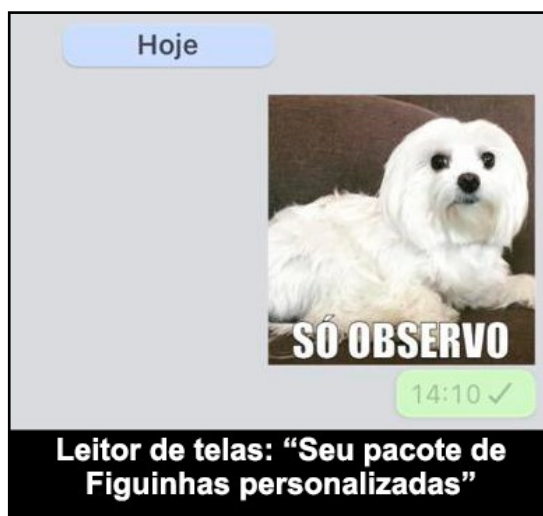 Hoje
SÓ OBSERVO
14:10
Leitor de telas: “Seu pacote de
Figuinhas personalizadas”